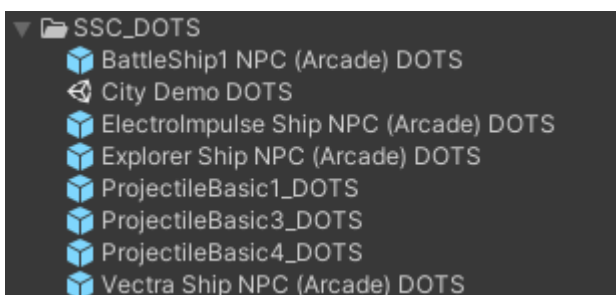 SSC_DOTS
BattleShip1 NPC (Arcade) DOTS
City Demo DOTS
ElectroImpulse Ship NPC (Arcade) DOTS
Explorer Ship NPC (Arcade) DOTS
ProjectileBasic1_DOTS
ProjectileBasic3_DOTS
ProjectileBasic4_DOTS
Vectra Ship NPC (Arcade) DOTS